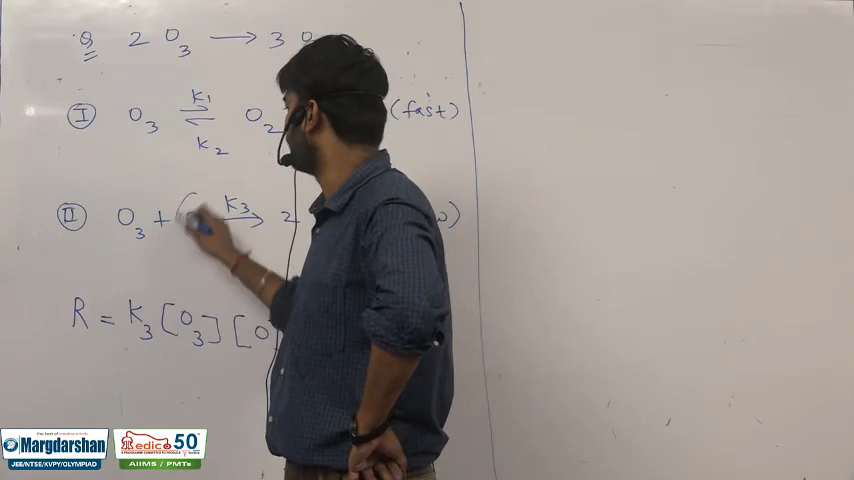 Q 2 O3 → 3 O
I O3 ⇌ O2 (fast)
K1
K2
II O3 + K3 → 2
R = K3 [O3] [O
Margdarshan
JEE/NTSE/KVPY/OLYMPIAD
Medico 50
AIIMS / PMTs